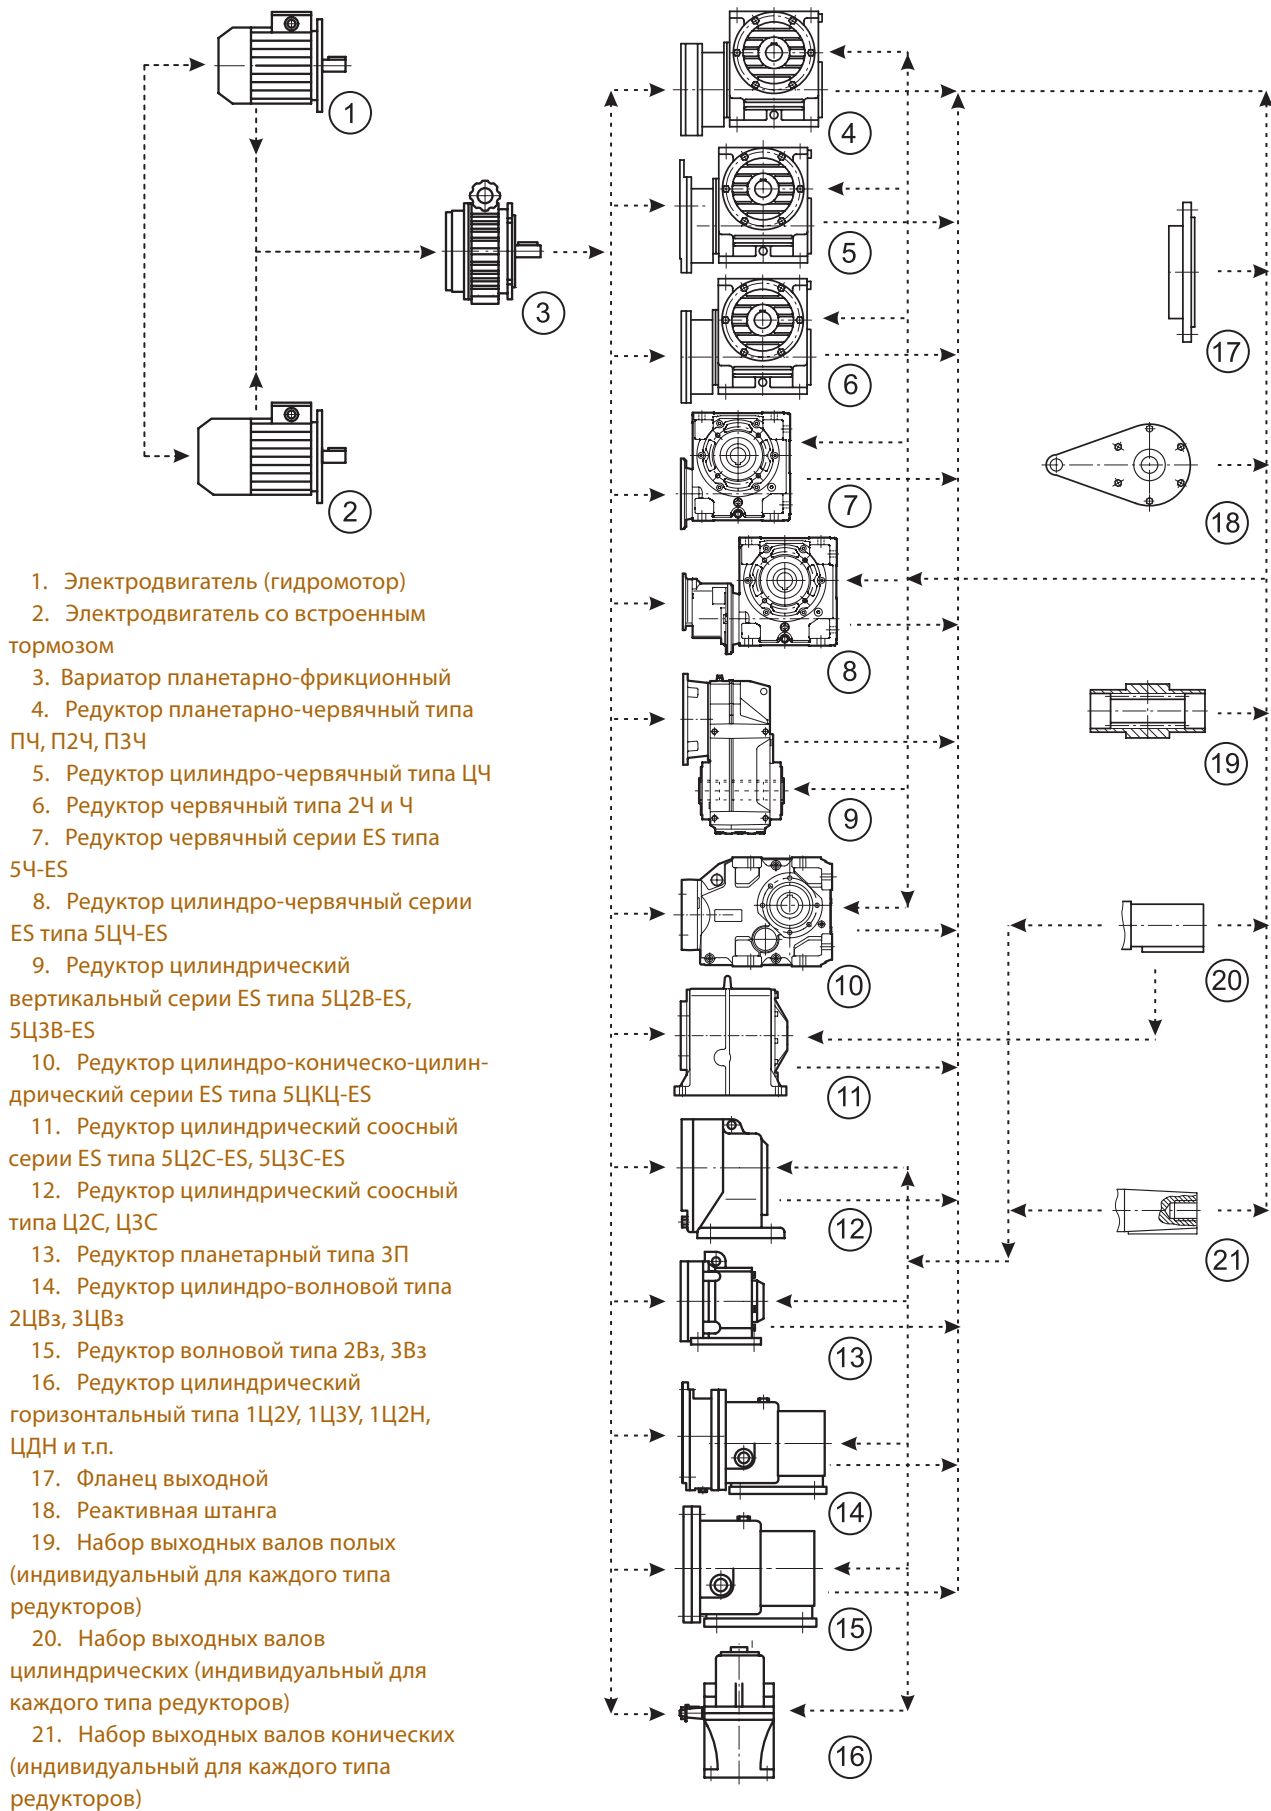 1
2
3
4
5
6
7
8
9
10
11
12
13
14
15
16
17
18
19
20
21
1. Электродвигатель (гидромотор)
2. Электродвигатель со встроенным
тормозом
3. Вариатор планетарно-фрикционный
4. Редуктор планетарно-червячный типа
ПЧ, П2Ч, П3Ч
5. Редуктор цилиндро-червячный типа ЦЧ
6. Редуктор червячный типа 2Ч и Ч
7. Редуктор червячный серии ES типа
5Ч-ES
8. Редуктор цилиндро-червячный серии
ES типа 5ЦЧ-ES
9. Редуктор цилиндрический
вертикальный серии ES типа 5Ц2В-ES,
5Ц3В-ES
10. Редуктор цилиндро-коническо-цилин-
дрический серии ES типа 5ЦКЦ-ES
11. Редуктор цилиндрический соосный
серии ES типа 5Ц2С-ES, 5Ц3С-ES
12. Редуктор цилиндрический соосный
типа Ц2С, Ц3С
13. Редуктор планетарный типа 3П
14. Редуктор цилиндро-волновой типа
2ЦВз, 3ЦВз
15. Редуктор волновой типа 2Вз, 3Вз
16. Редуктор цилиндрический
горизонтальный типа 1Ц2У, 1Ц3У, 1Ц2Н,
ЦДН и т.п.
17. Фланец выходной
18. Реактивная штанга
19. Набор выходных валов полых
(индивидуальный для каждого типа
редукторов)
20. Набор выходных валов
цилиндрических (индивидуальный для
каждого типа редукторов)
21. Набор выходных валов конических
(индивидуальный для каждого типа
редукторов)